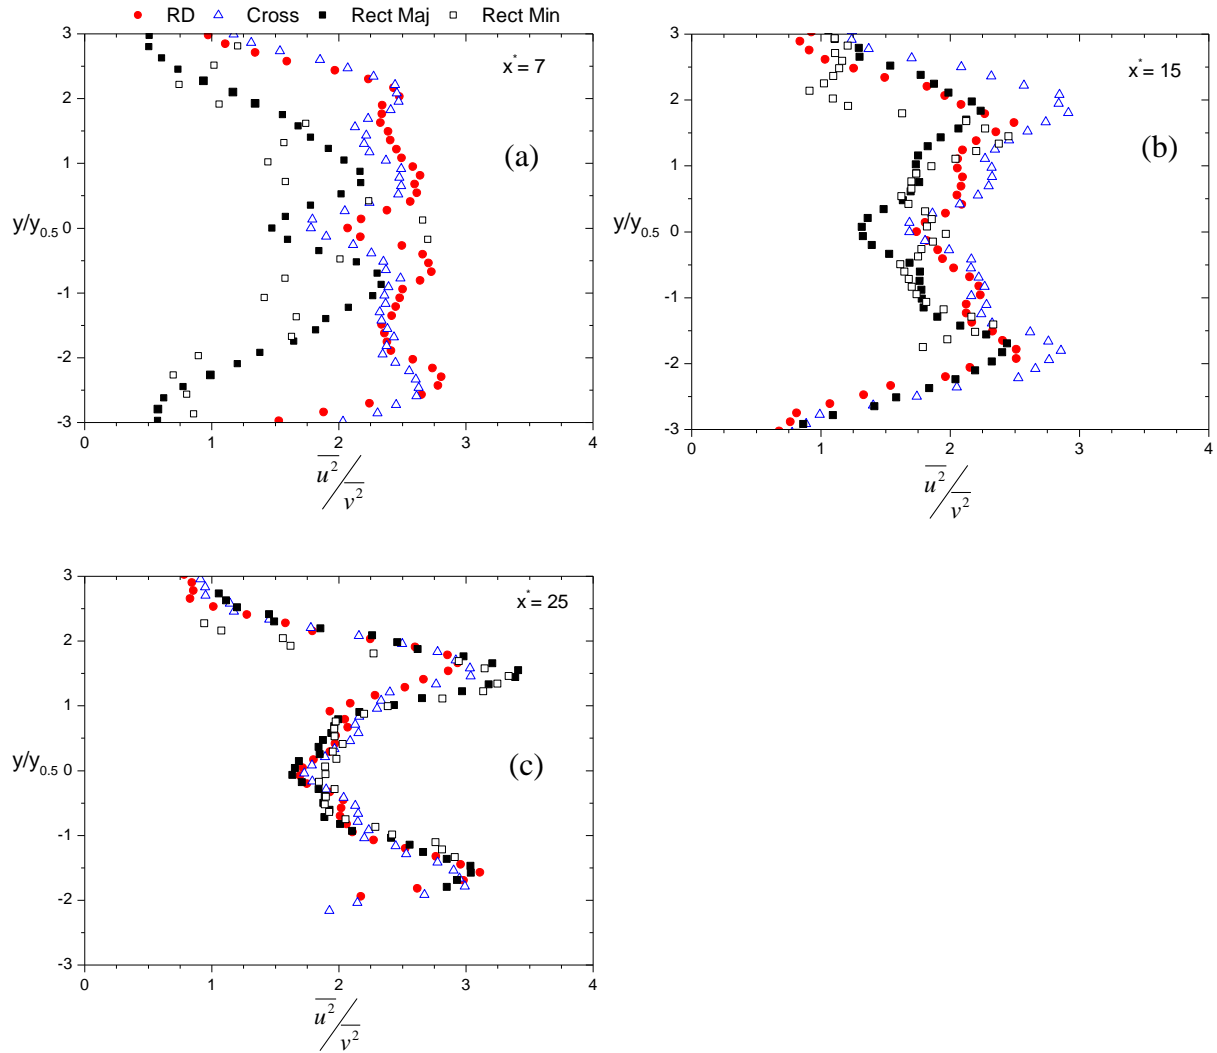 RD Cross Rect Maj Rect Min
3
2
1
0
-1
-2
-3
y/y0.5
x* = 7
(a)
0 1 2 3 4
u²/v²
3
2
1
0
-1
-2
-3
y/y0.5
x* = 15
(b)
0 1 2 3 4
u²/v²
3
2
1
0
-1
-2
-3
y/y0.5
x* = 25
(c)
0 1 2 3 4
u²/v²